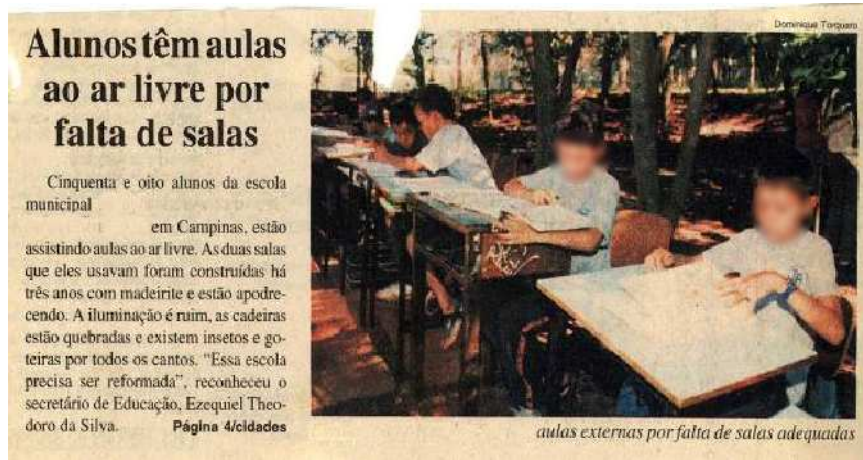 Alunos têm aulas
ao ar livre por
falta de salas
Cinquenta e oito alunos da escola
municipal
em Campinas, estão
assistindo aulas ao ar livre. As duas salas
que eles usavam foram construídas há
três anos com madeirite e estão apodre-
cendo. A iluminação é ruim, as cadeiras
estão quebradas e existem insetos e go-
teiras por todos os cantos. "Essa escola
precisa ser reformada", reconheceu o
secretário de Educação, Ezequiel Theo-
doro da Silva. Página 4/cidades
Dominique Torquato
aulas externas por falta de salas adequadas